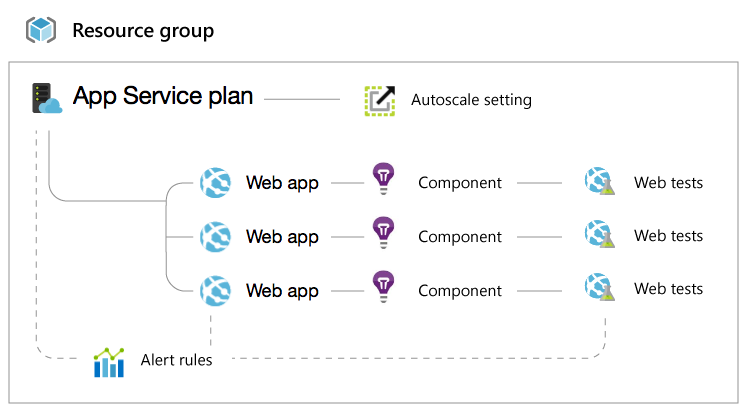 Resource group
App Service plan
Autoscale setting
Web app
Component
Web tests
Web app
Component
Web tests
Web app
Component
Web tests
Alert rules